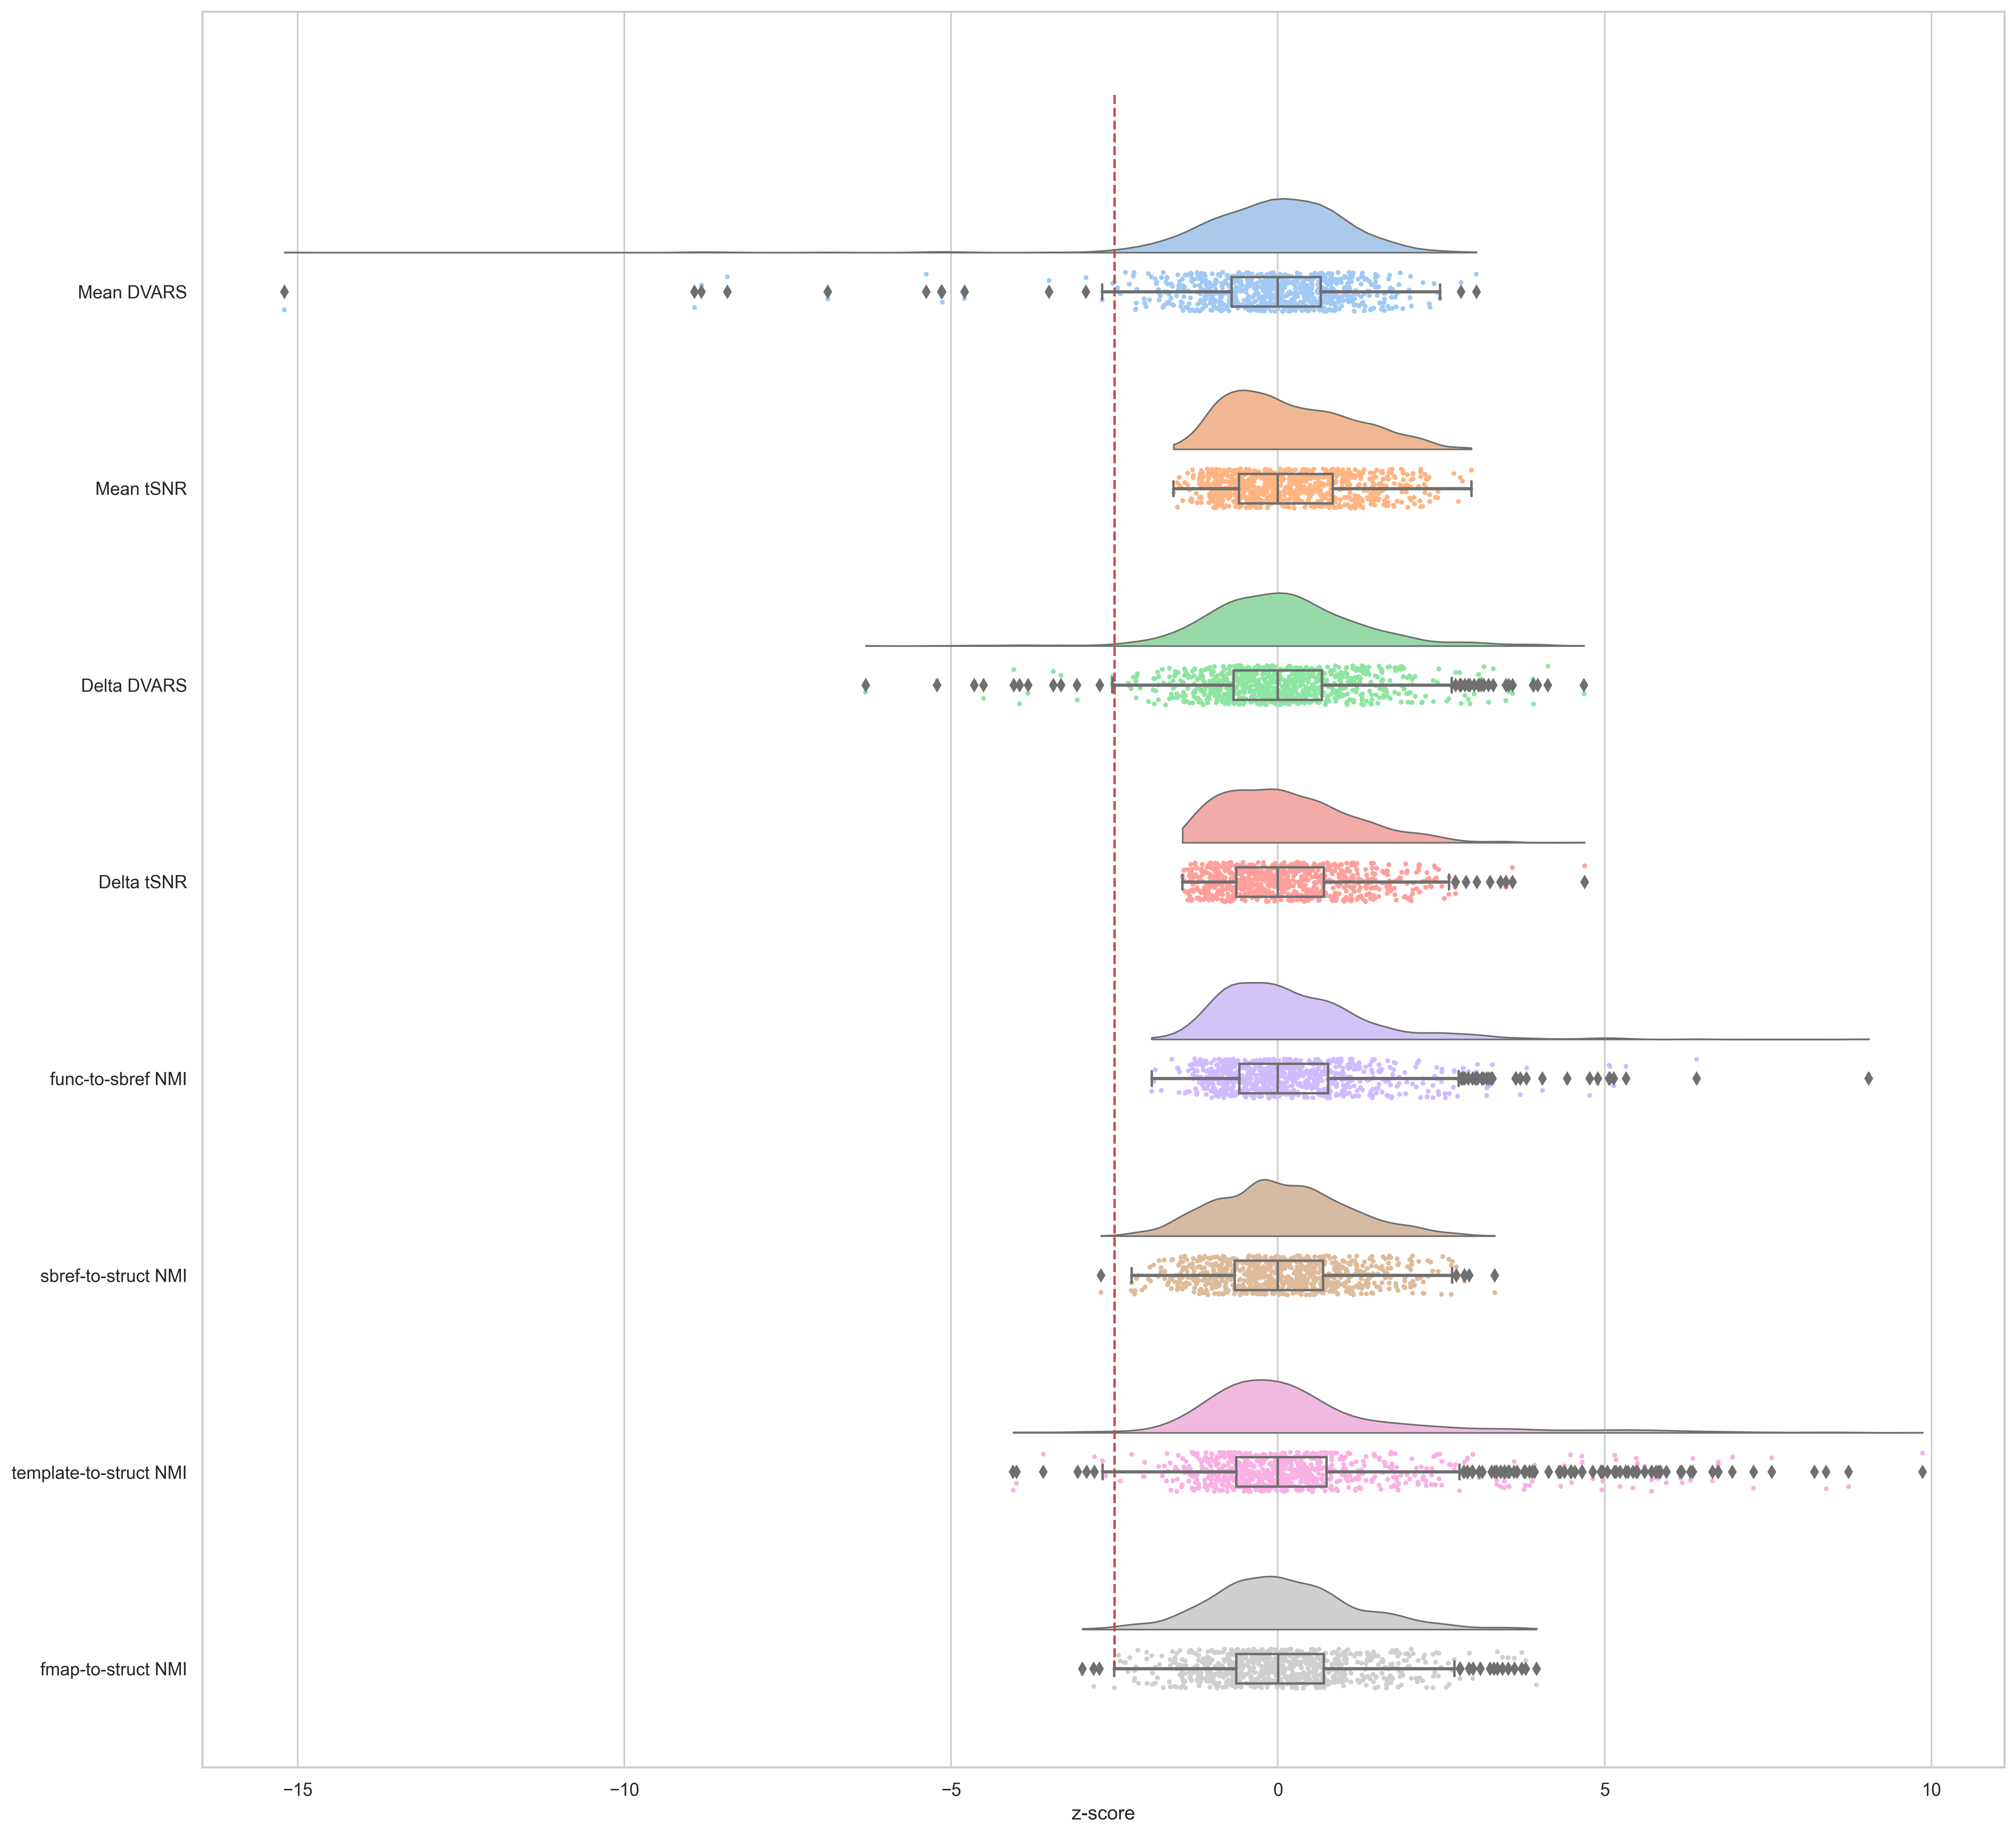 Mean DVARS
Mean tSNR
Delta DVARS
Delta tSNR
func-to-sbref NMI
sbref-to-struct NMI
template-to-struct NMI
fmap-to-struct NMI
−15 −10 −5 0 5 10
z-score